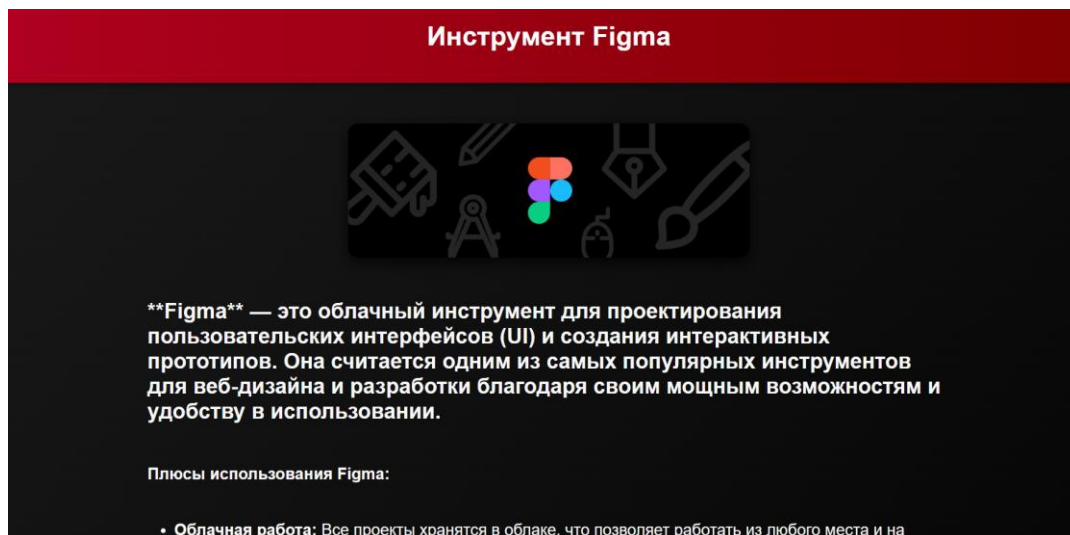 Инструмент Figma
**Figma** — это облачный инструмент для проектирования
пользовательских интерфейсов (UI) и создания интерактивных
прототипов. Она считается одним из самых популярных инструментов
для веб-дизайна и разработки благодаря своим мощным возможностям и
удобству в использовании.
Плюсы использования Figma:
• Облачная работа: Все проекты хранятся в облаке, что позволяет работать из любого места и на